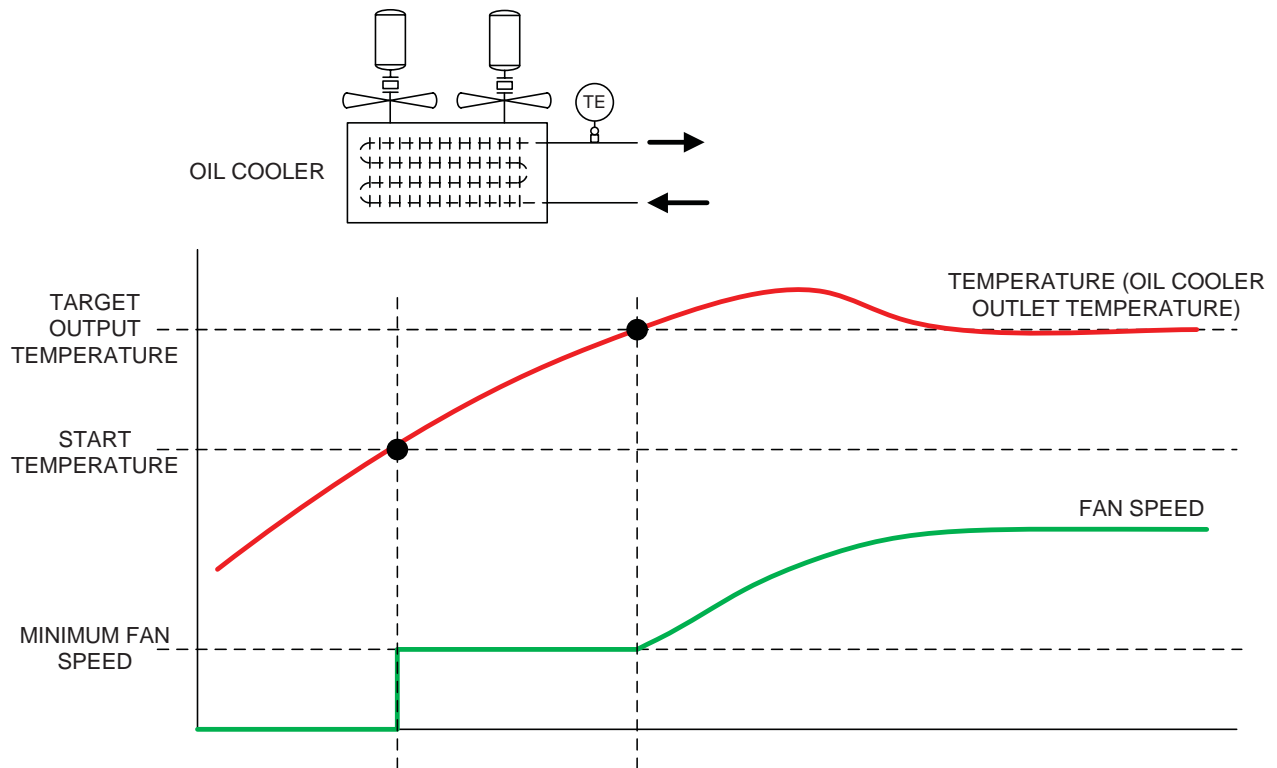 TE
OIL COOLER
TEMPERATURE (OIL COOLER
OUTLET TEMPERATURE)
TARGET
OUTPUT
TEMPERATURE
START
TEMPERATURE
FAN SPEED
MINIMUM FAN
SPEED